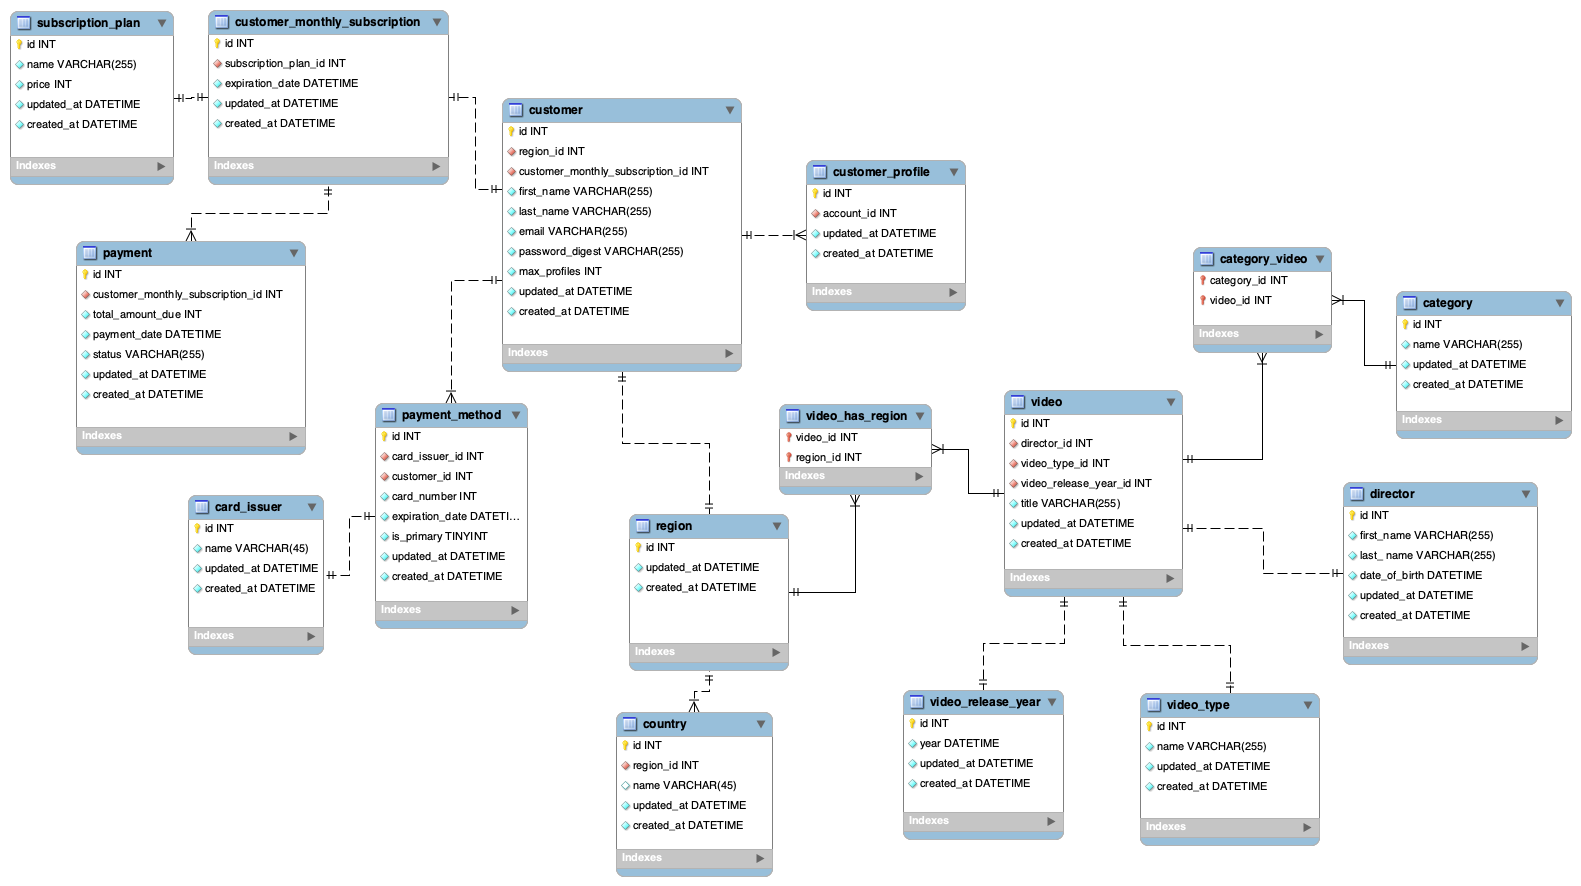 subscription_plan
id INT
name VARCHAR(255)
price INT
updated_at DATETIME
created_at DATETIME
Indexes
customer_monthly_subscription
id INT
subscription_plan_id INT
expiration_date DATETIME
updated_at DATETIME
created_at DATETIME
Indexes
customer
id INT
region_id INT
customer_monthly_subscription_id INT
first_name VARCHAR(255)
last_name VARCHAR(255)
email VARCHAR(255)
password_digest VARCHAR(255)
max_profiles INT
updated_at DATETIME
created_at DATETIME
Indexes
customer_profile
id INT
account_id INT
updated_at DATETIME
created_at DATETIME
Indexes
payment
id INT
customer_monthly_subscription_id INT
total_amount_due INT
payment_date DATETIME
status VARCHAR(255)
updated_at DATETIME
created_at DATETIME
Indexes
category_video
category_id INT
video_id INT
Indexes
category
id INT
name VARCHAR(255)
updated_at DATETIME
created_at DATETIME
Indexes
payment_method
id INT
card_issuer_id INT
customer_id INT
card_number INT
expiration_date DATETI...
is_primary TINYINT
updated_at DATETIME
created_at DATETIME
Indexes
video_has_region
video_id INT
region_id INT
Indexes
video
id INT
director_id INT
video_type_id INT
video_release_year_id INT
title VARCHAR(255)
updated_at DATETIME
created_at DATETIME
Indexes
director
id INT
first_name VARCHAR(255)
last_ name VARCHAR(255)
date_of_birth DATETIME
updated_at DATETIME
created_at DATETIME
Indexes
card_issuer
id INT
name VARCHAR(45)
updated_at DATETIME
created_at DATETIME
Indexes
region
id INT
updated_at DATETIME
created_at DATETIME
Indexes
country
id INT
region_id INT
name VARCHAR(45)
updated_at DATETIME
created_at DATETIME
Indexes
video_release_year
id INT
year DATETIME
updated_at DATETIME
created_at DATETIME
Indexes
video_type
id INT
name VARCHAR(255)
updated_at DATETIME
created_at DATETIME
Indexes